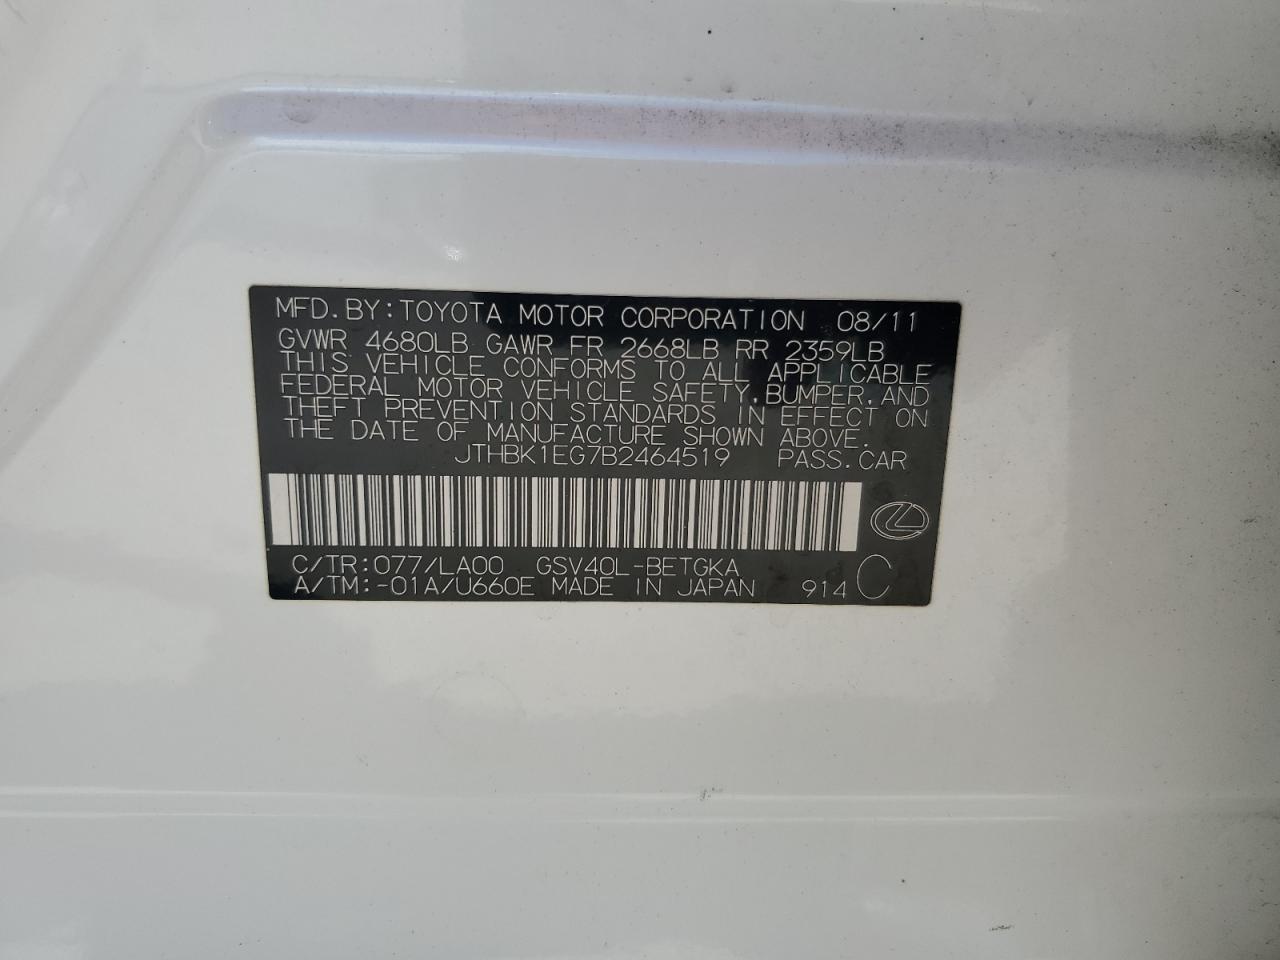 MFD.BY:TOYOTA MOTOR CORPORATION 08/11
GVWR 4680LB GAWR FR 2668LB RR 2359LB
THIS VEHICLE CONFORMS TO ALL APPLICABLE
FEDERAL MOTOR VEHICLE SAFETY,BUMPER,AND
THEFT PREVENTION STANDARDS IN EFFECT ON
THE DATE OF MANUFACTURE SHOWN ABOVE.
JTHBK1EG7B2464519 PASS.CAR
C/TR:077/LA00 GSV40L-BETGKA
A/TM:-01A/U660E MADE IN JAPAN 914 C